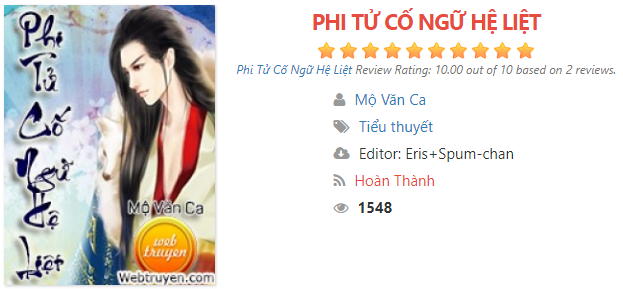 Phi
Tử
Cố
Ngữ
Hệ
Liệt
Mộ Văn Ca
web
truyen
Webtruyen.com
PHI TỬ CỐ NGỮ HỆ LIỆT
Phi Tử Cố Ngữ Hệ Liệt Review Rating: 10.00 out of 10 based on 2 reviews.
Mộ Văn Ca
Tiểu thuyết
Editor: Eris+Spum-chan
Hoàn Thành
1548